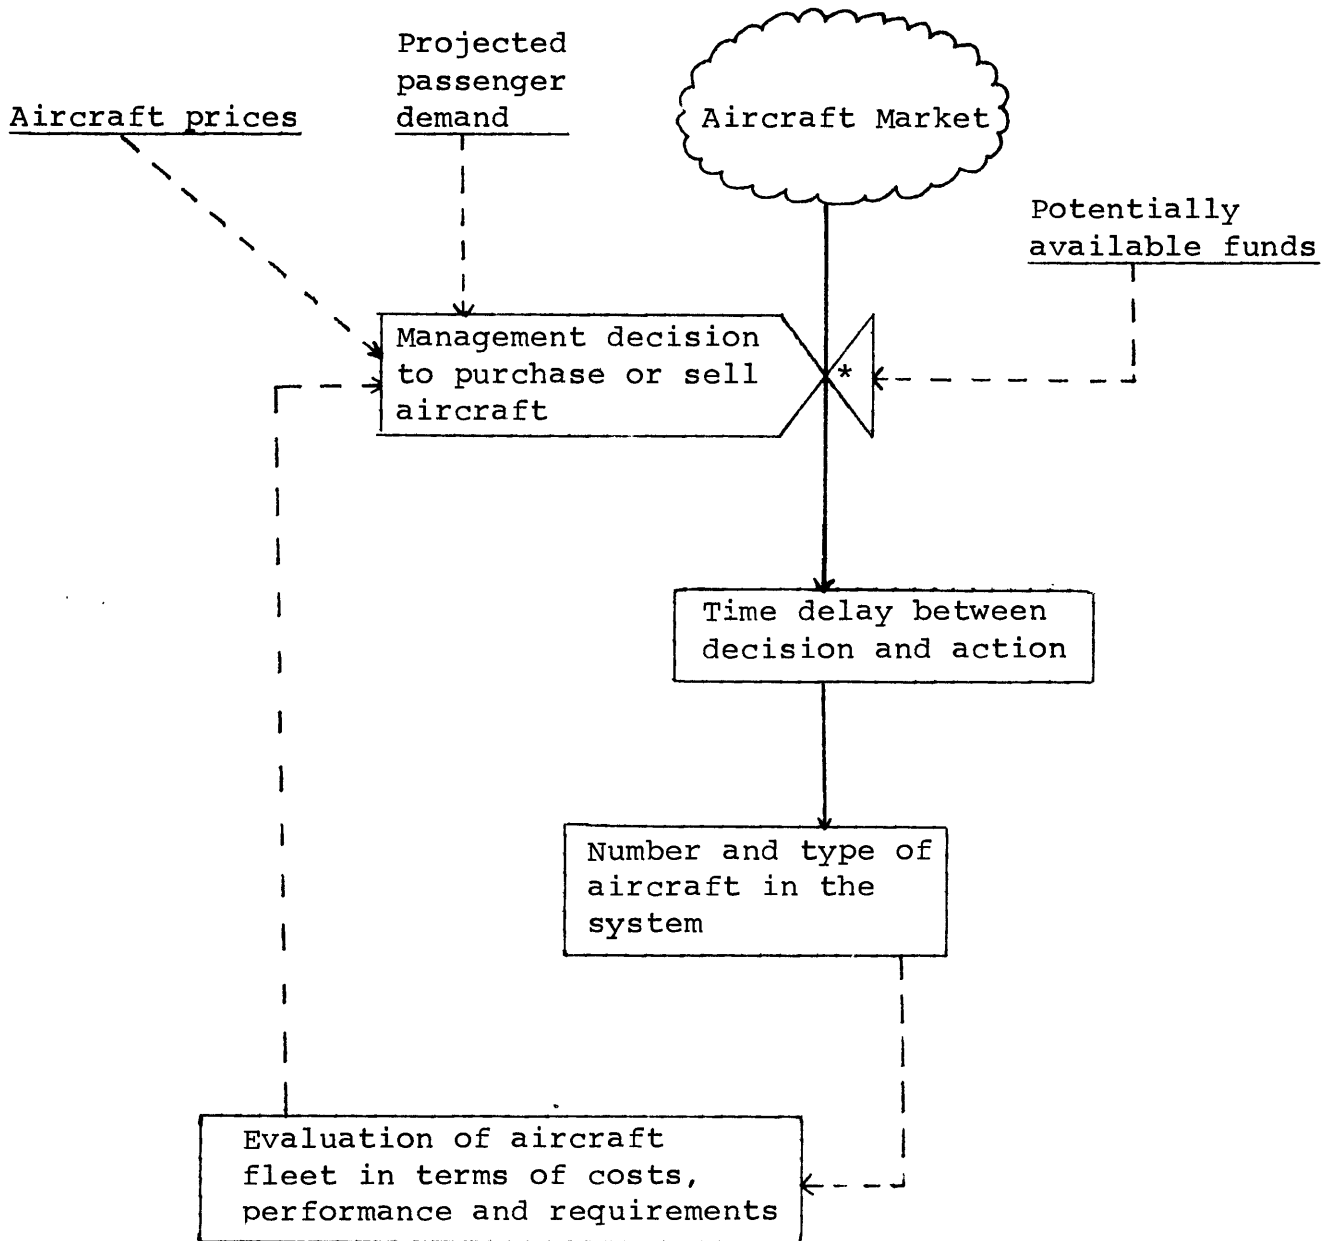 Projected
passenger
demand
Aircraft prices
Aircraft Market
Potentially
available funds
Management decision
to purchase or sell
aircraft
*
Time delay between
decision and action
Number and type of
aircraft in the
system
Evaluation of aircraft
fleet in terms of costs,
performance and requirements